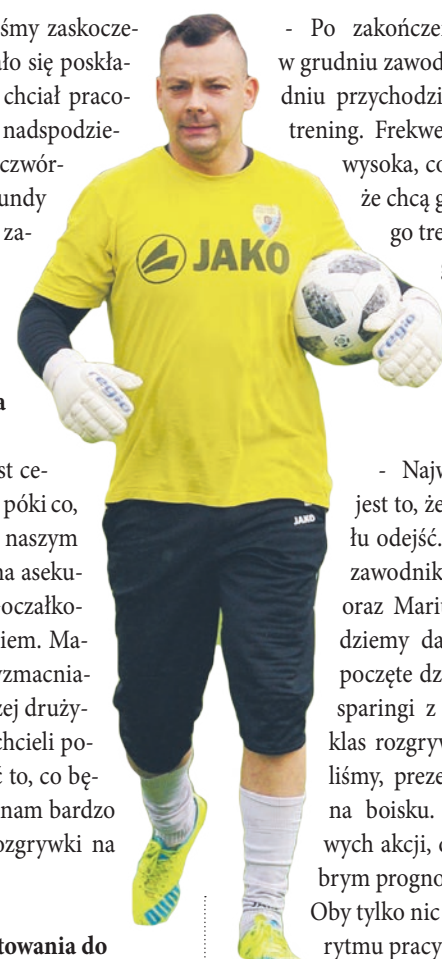 śmy zaskocze-
ło się poskła-
chciał praco-
nadspodzie-
czwór-
undy
za-
a
st ce-
póki co,
naszym
na aseku-
oczałko-
iem. Ma-
zmacnia-
zej druży-
chcieli po-
ć to, co bę-
nam bardzo
ozgrywki na
towania do
JAKO
regio
regio
JAKO
- Po zakończe
w grudniu zawod
dniu przychodzi
trening. Frekwe
wysoka, co
że chcą g
go tre
- Najw
jest to, że
łu odejść.
zawodnik
oraz Mari
dziemy da
poczęte dz
sparingi z
klas rozgryw
liśmy, preze
na boisku.
wych akcji, o
brym progno
Oby tylko nic
rytmu pracy